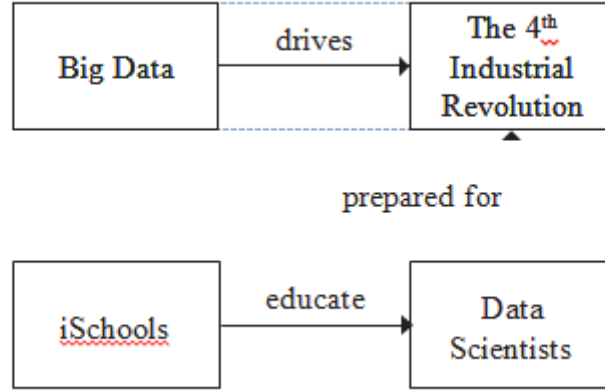 Big Data
drives
The 4th
Industrial
Revolution
prepared for
iSchools
educate
Data
Scientists